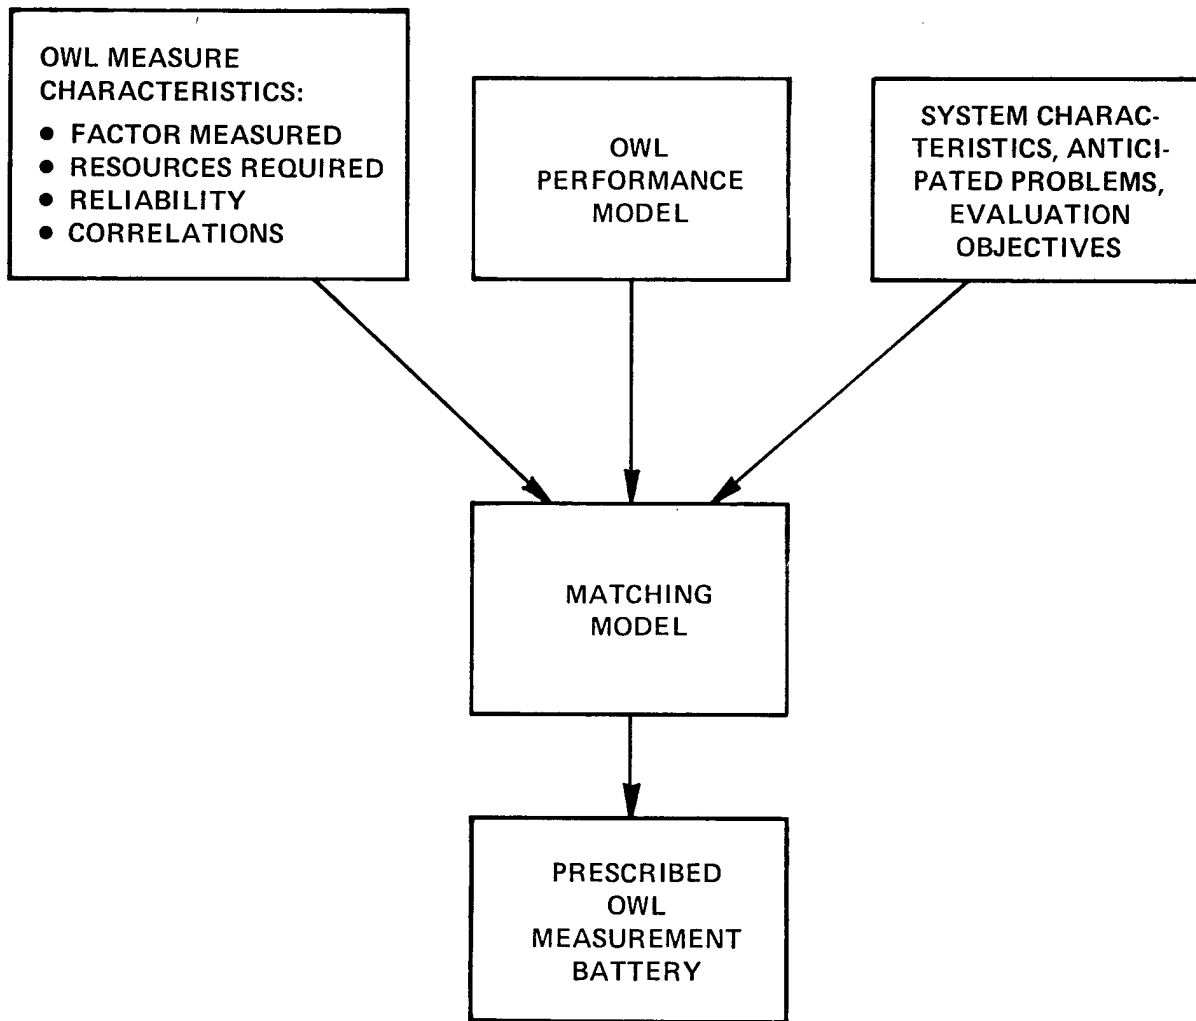 OWL MEASURE
CHARACTERISTICS:
● FACTOR MEASURED
● RESOURCES REQUIRED
● RELIABILITY
● CORRELATIONS
OWL
PERFORMANCE
MODEL
SYSTEM CHARAC-
TERISTICS, ANTICI-
PATED PROBLEMS,
EVALUATION
OBJECTIVES
MATCHING
MODEL
PRESCRIBED
OWL
MEASUREMENT
BATTERY